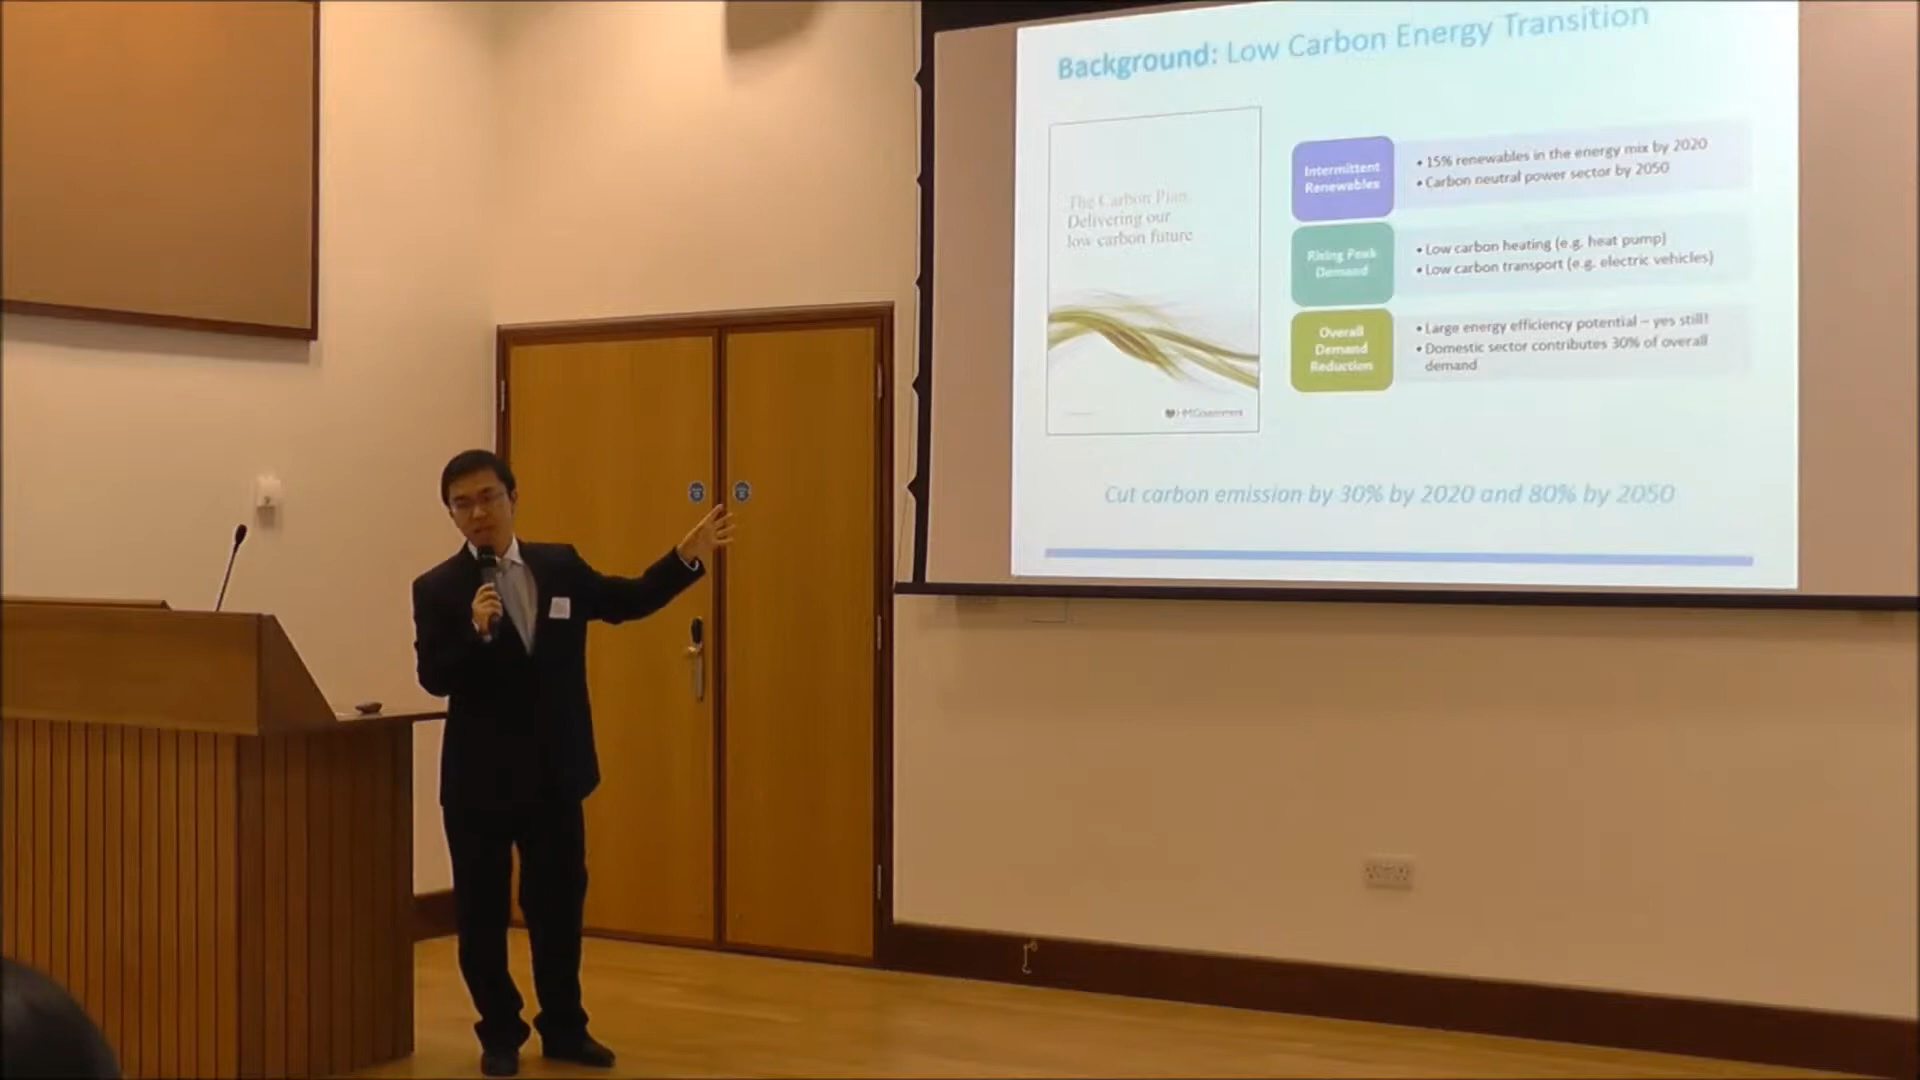 Background: Low Carbon Energy Transition
The Carbon Plan:
Delivering our
low carbon future
HM Government
Intermittent
Renewables
• 15% renewables in the energy mix by 2020
• Carbon neutral power sector by 2050
Rising Peak
Demand
• Low carbon heating (e.g. heat pump)
• Low carbon transport (e.g. electric vehicles)
Overall
Demand
Reduction
• Large energy efficiency potential – yes still!
• Domestic sector contributes 30% of overall
demand
Cut carbon emission by 30% by 2020 and 80% by 2050